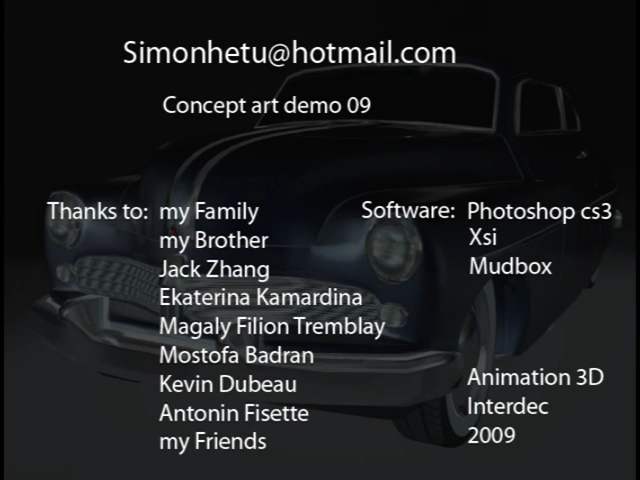 Simonhetu@hotmail.com
Concept art demo 09
Thanks to: my Family
my Brother
Jack Zhang
Ekaterina Kamardina
Magaly Filion Tremblay
Mostofa Badran
Kevin Dubeau
Antonin Fisette
my Friends
Software: Photoshop cs3
Xsi
Mudbox
Animation 3D
Interdec
2009